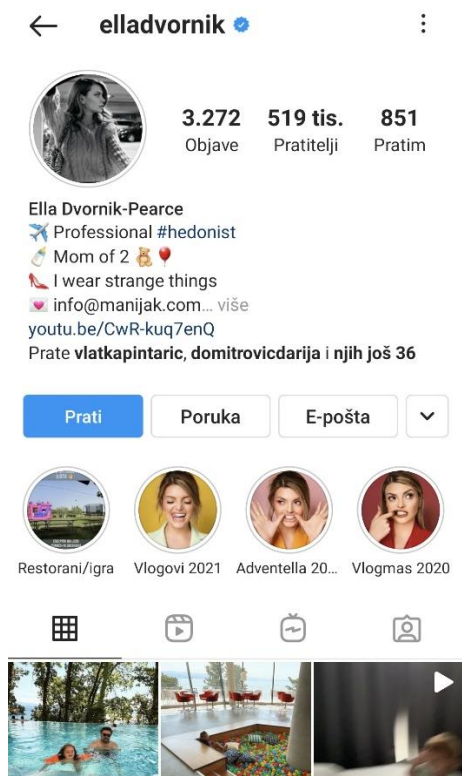 elladvornik
3.272 519 tis. 851
Objave Pratitelji Pratim
Ella Dvornik-Pearce
✈️ Professional #hedonist
🍼 Mom of 2 🧸🎈
👠 I wear strange things
💌 info@manijak.com... više
youtu.be/CwR-kuq7enQ
Prate vlatkapintaric, domitrovicdarija i njih još 36
Prati Poruka E-pošta
Restorani/igra Vlogovi 2021 Adventella 20... Vlogmas 2020